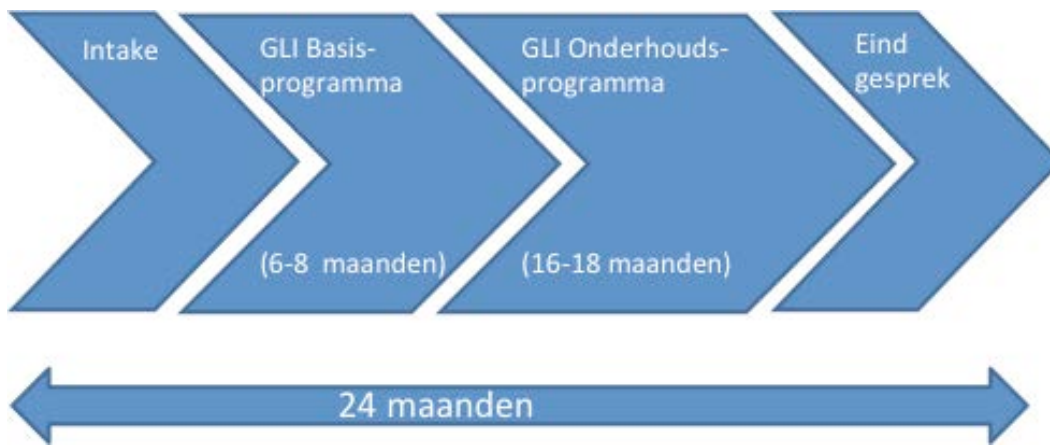 Intake
GLI Basis-
programma
(6-8 maanden)
GLI Onderhouds-
programma
(16-18 maanden)
Eind
gesprek
24 maanden